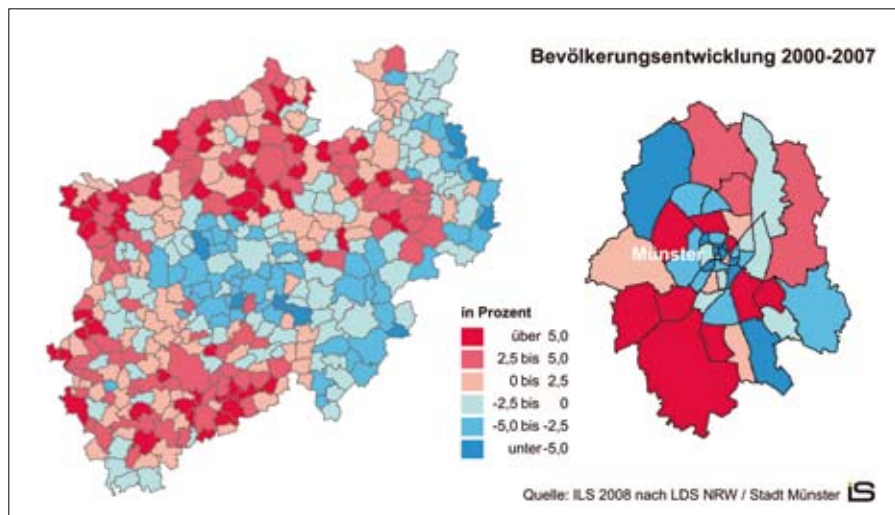 Bevölkerungsentwicklung 2000-2007
Münster
in Prozent
über 5,0
2,5 bis 5,0
0 bis 2,5
-2,5 bis 0
-5,0 bis -2,5
unter -5,0
Quelle: ILS 2008 nach LDS NRW / Stadt Münster ILS